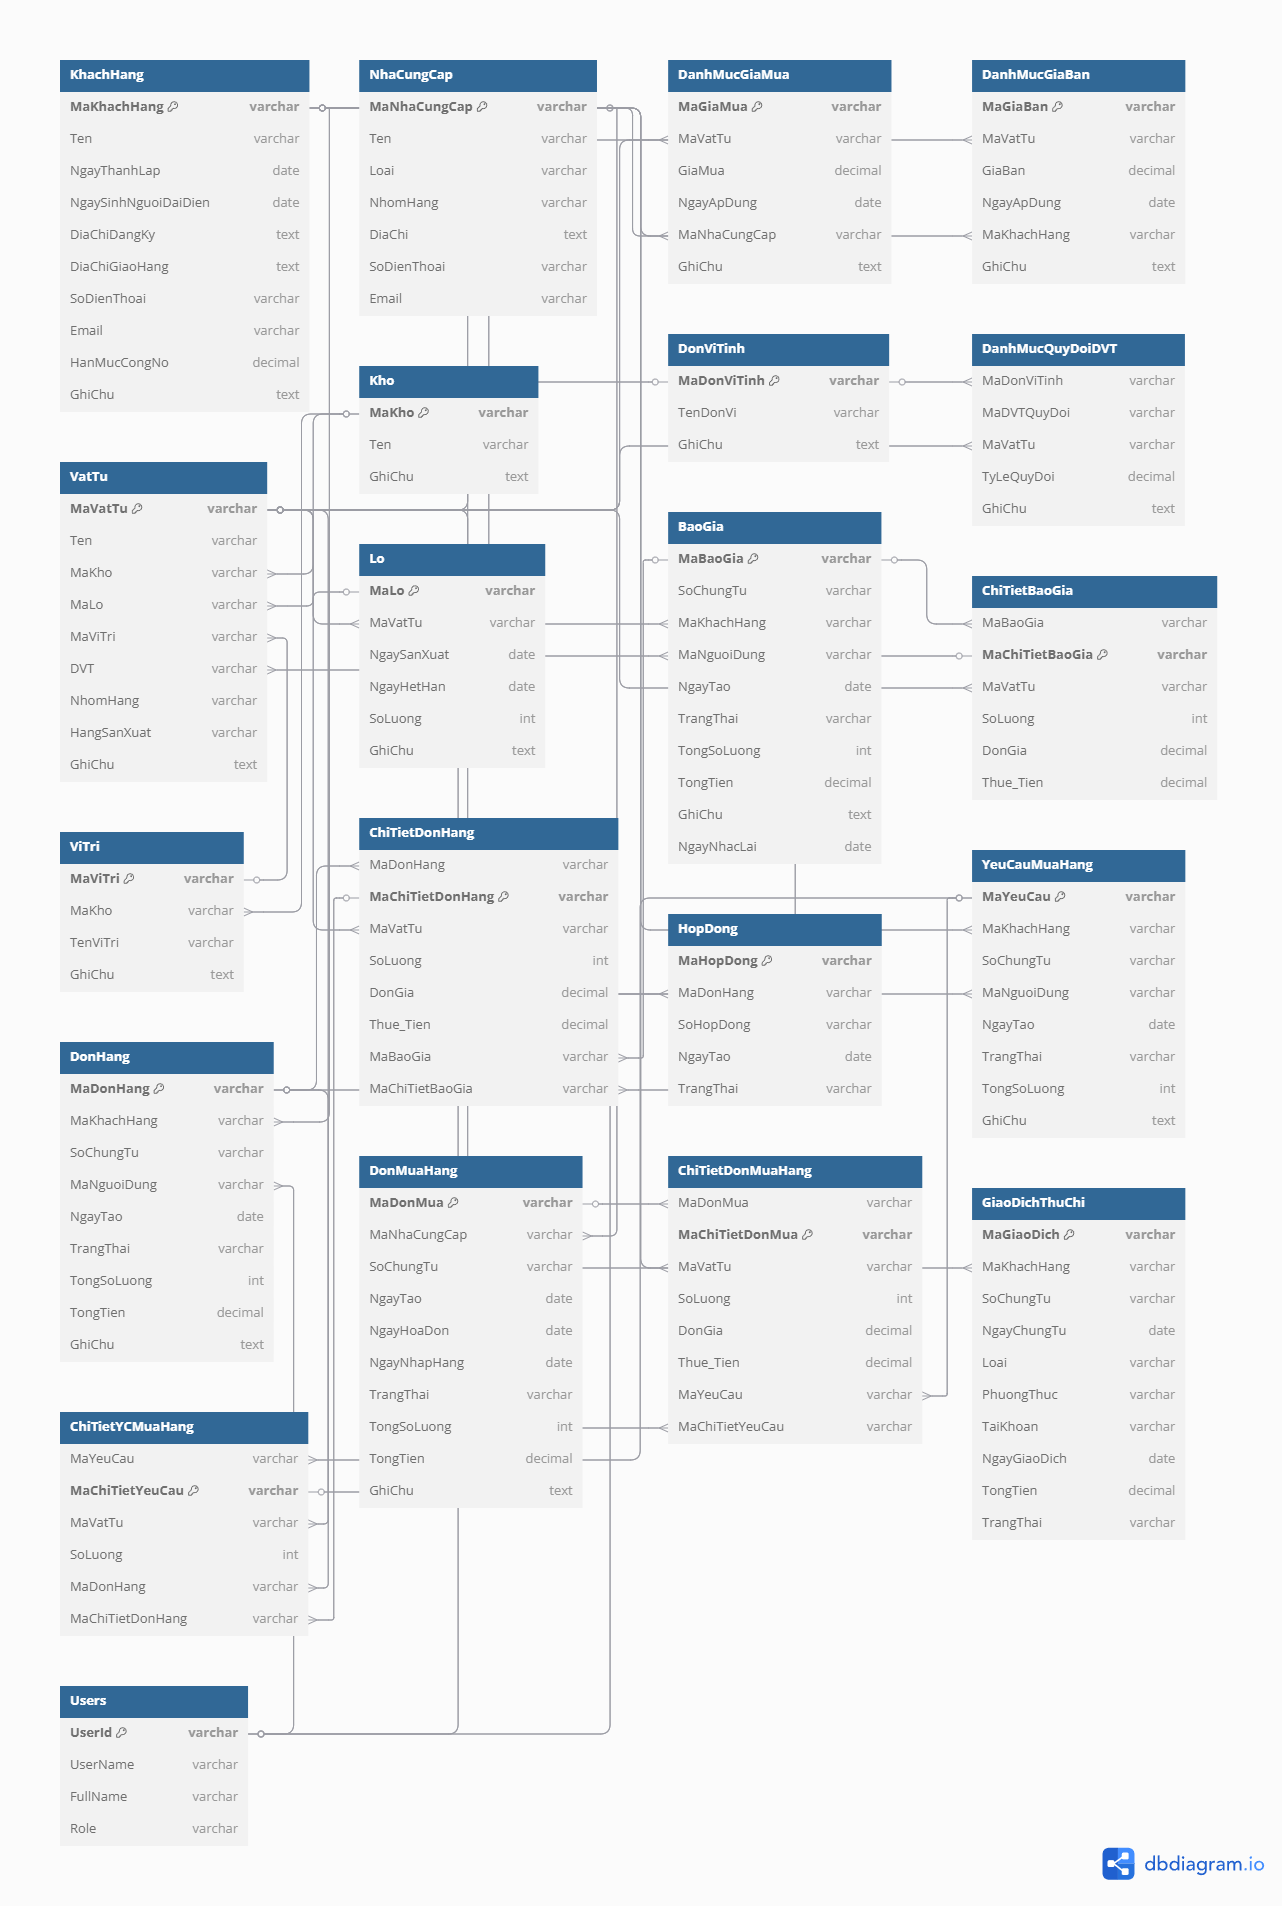 KhachHang
MaKhachHang varchar
Ten varchar
NgayThanhLap date
NgaySinhNguoiDaiDien date
DiaChiDangKy text
DiaChiGiaoHang text
SoDienThoai varchar
Email varchar
HanMucCongNo decimal
GhiChu text
NhaCungCap
MaNhaCungCap varchar
Ten varchar
Loai varchar
NhomHang varchar
DiaChi text
SoDienThoai varchar
Email varchar
DanhMucGiaMua
MaGiaMua varchar
MaVatTu varchar
GiaMua decimal
NgayApDung date
MaNhaCungCap varchar
GhiChu text
DanhMucGiaBan
MaGiaBan varchar
MaVatTu varchar
GiaBan decimal
NgayApDung date
MaKhachHang varchar
GhiChu text
Kho
MaKho varchar
Ten varchar
GhiChu text
DonViTinh
MaDonViTinh varchar
TenDonVi varchar
GhiChu text
DanhMucQuyDoiDVT
MaDonViTinh varchar
MaDVTQuyDoi varchar
MaVatTu varchar
TyLeQuyDoi decimal
GhiChu text
VatTu
MaVatTu varchar
Ten varchar
MaKho varchar
MaLo varchar
MaViTri varchar
DVT varchar
NhomHang varchar
HangSanXuat varchar
GhiChu text
Lo
MaLo varchar
MaVatTu varchar
NgaySanXuat date
NgayHetHan date
SoLuong int
GhiChu text
BaoGia
MaBaoGia varchar
SoChungTu varchar
MaKhachHang varchar
MaNguoiDung varchar
NgayTao date
TrangThai varchar
TongSoLuong int
TongTien decimal
GhiChu text
NgayNhacLai date
ChiTietBaoGia
MaBaoGia varchar
MaChiTietBaoGia varchar
MaVatTu varchar
SoLuong int
DonGia decimal
Thue_Tien decimal
ViTri
MaViTri varchar
MaKho varchar
TenViTri varchar
GhiChu text
ChiTietDonHang
MaDonHang varchar
MaChiTietDonHang varchar
MaVatTu varchar
SoLuong int
DonGia decimal
Thue_Tien decimal
MaBaoGia varchar
MaChiTietBaoGia varchar
HopDong
MaHopDong varchar
MaDonHang varchar
SoHopDong varchar
NgayTao date
TrangThai varchar
YeuCauMuaHang
MaYeuCau varchar
MaKhachHang varchar
SoChungTu varchar
MaNguoiDung varchar
NgayTao date
TrangThai varchar
TongSoLuong int
GhiChu text
DonHang
MaDonHang varchar
MaKhachHang varchar
SoChungTu varchar
MaNguoiDung varchar
NgayTao date
TrangThai varchar
TongSoLuong int
TongTien decimal
GhiChu text
DonMuaHang
MaDonMua varchar
MaNhaCungCap varchar
SoChungTu varchar
NgayTao date
NgayHoaDon date
NgayNhapHang date
TrangThai varchar
TongSoLuong int
TongTien decimal
GhiChu text
ChiTietDonMuaHang
MaDonMua varchar
MaChiTietDonMua varchar
MaVatTu varchar
SoLuong int
DonGia decimal
Thue_Tien decimal
MaYeuCau varchar
MaChiTietYeuCau varchar
GiaoDichThuChi
MaGiaoDich varchar
MaKhachHang varchar
SoChungTu varchar
NgayChungTu date
Loai varchar
PhuongThuc varchar
TaiKhoan varchar
NgayGiaoDich date
TongTien decimal
TrangThai varchar
ChiTietYCMuaHang
MaYeuCau varchar
MaChiTietYeuCau varchar
MaVatTu varchar
SoLuong int
MaDonHang varchar
MaChiTietDonHang varchar
Users
UserId varchar
UserName varchar
FullName varchar
Role varchar
dbdiagram.io